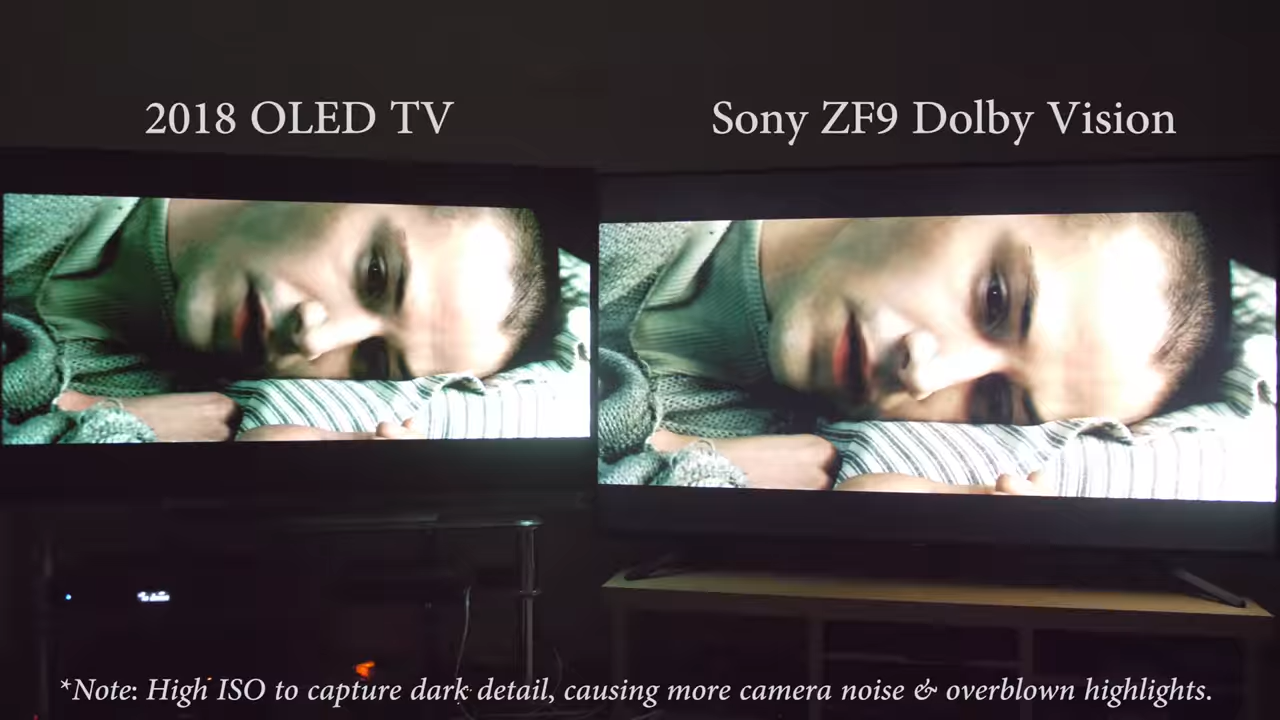 2018 OLED TV
Sony ZF9 Dolby Vision
*Note: High ISO to capture dark detail, causing more camera noise & overblown highlights.